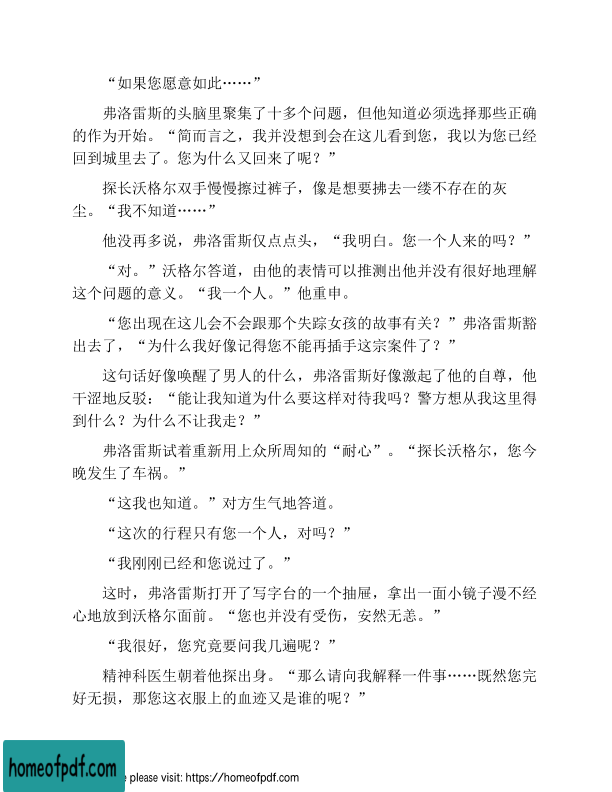 “如果您愿意如此……”
弗洛雷斯的头脑里聚集了十多个问题，但他知道必须选择那些正确
的作为开始。“简而言之，我并没想到会在这儿看到您，我以为您已经
回到城里去了。您为什么又回来了呢？”
探长沃格尔双手慢慢擦过裤子，像是想要拂去一缕不存在的灰
尘。“我不知道……”
他没再多说，弗洛雷斯仅点点头，“我明白。您一个人来的吗？”
“对。”沃格尔答道，由他的表情可以推测出他并没有很好地理解
这个问题的意义。“我一个人。”他重申。
“您出现在这儿会不会跟那个失踪女孩的故事有关？”弗洛雷斯豁
出去了，“为什么我好像记得您不能再插手这宗案件了？”
这句话好像唤醒了男人的什么，弗洛雷斯好像激起了他的自尊，他
干涩地反驳：“能让我知道为什么要这样对待我吗？警方想从我这里得
到什么？为什么不让我走？”
弗洛雷斯试着重新用上众所周知的“耐心”。“探长沃格尔，您今
晚发生了车祸。”
“这我也知道。”对方生气地答道。
“这次的行程只有您一个人，对吗？”
“我刚刚已经和您说过了。”
这时，弗洛雷斯打开了写字台的一个抽屉，拿出一面小镜子漫不经
心地放到沃格尔面前。“您也并没有受伤，安然无恙。”
“我很好，您究竟要问我几遍呢？”
精神科医生朝着他探出身。“那么请向我解释一件事……既然您完
好无损，那您这衣服上的血迹又是谁的呢？”
homeofpdf.com
e please visit: https://homeofpdf.com